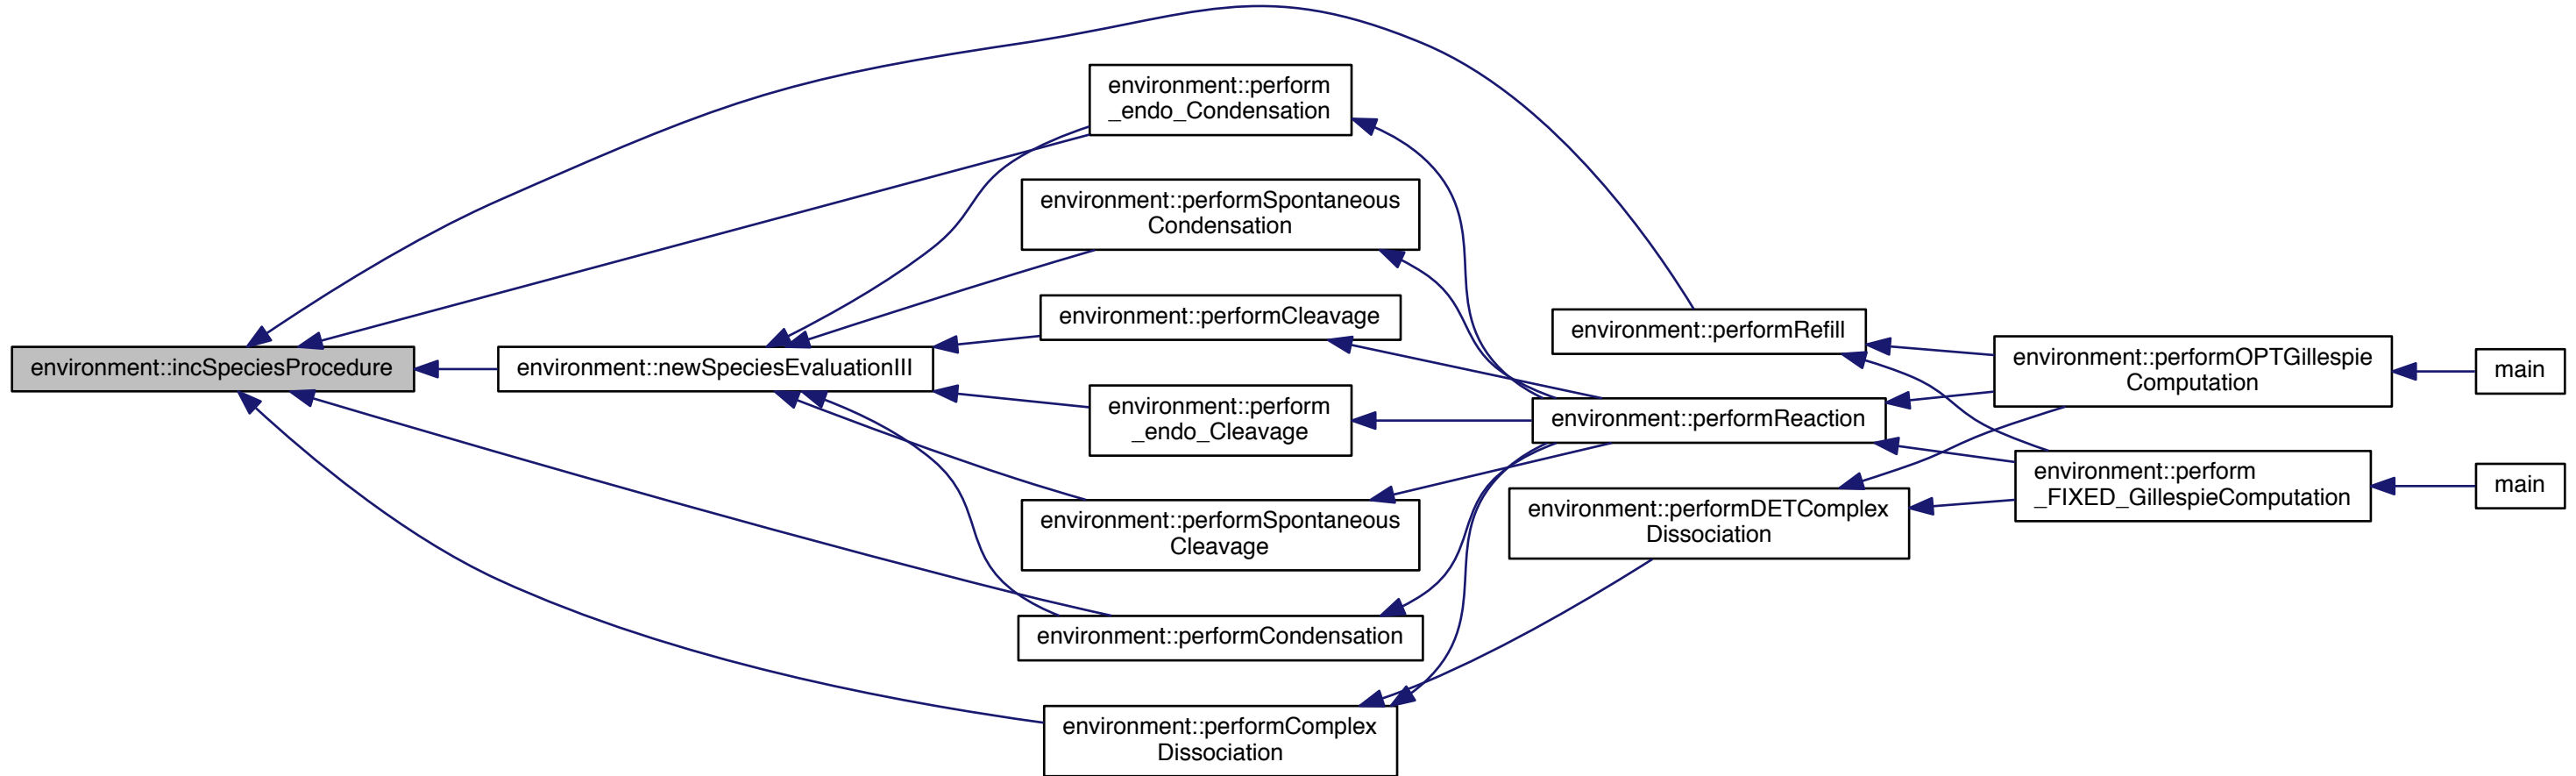 environment::incSpeciesProcedure
environment::newSpeciesEvaluationIII
environment::perform
_endo_Condensation
environment::performSpontaneous
Condensation
environment::performCleavage
environment::perform
_endo_Cleavage
environment::performSpontaneous
Cleavage
environment::performCondensation
environment::performComplex
Dissociation
environment::performRefill
environment::performReaction
environment::performDETComplex
Dissociation
environment::performOPTGillespie
Computation
environment::perform
_FIXED_GillespieComputation
main
main